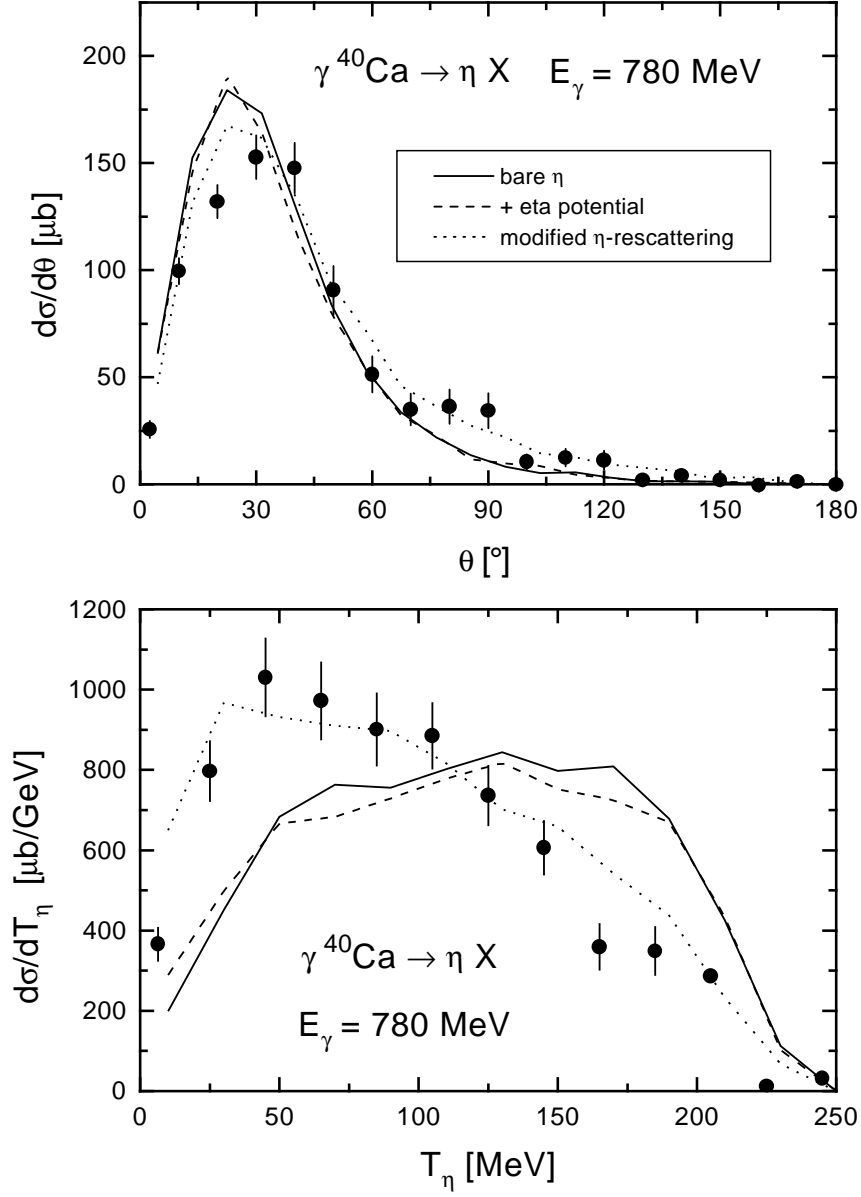 γ ⁴⁰Ca → η X E_γ = 780 MeV
bare η
+ eta potential
modified η-rescattering
dσ/dθ [μb]
200
150
100
50
0
0 30 60 90 120 150 180
θ [°]
1200
1000
800
600
400
200
0
dσ/dT_η [μb/GeV]
γ ⁴⁰Ca → η X
E_γ = 780 MeV
0 50 100 150 200 250
T_η [MeV]